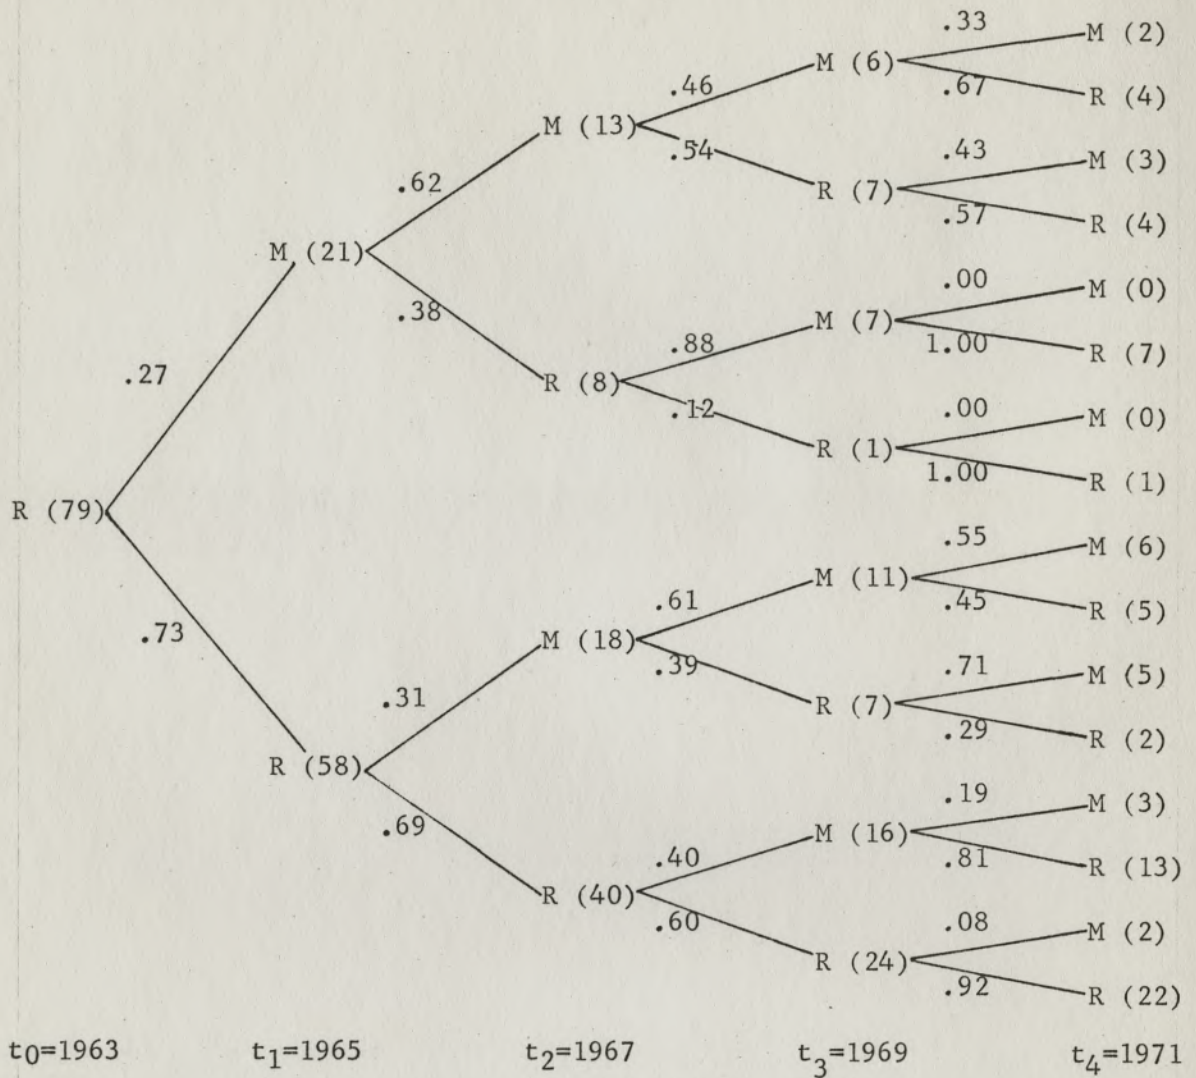 .33
M (2)
M (6)
.46
.67
R (4)
M (13)
.54
.43
M (3)
.62
R (7)
.57
R (4)
M (21)
.00
M (0)
.38
M (7)
.88
1.00
R (7)
.27
R (8)
.12
.00
M (0)
R (1)
1.00
R (1)
R (79)
.55
M (6)
M (11)
.61
.45
R (5)
.73
M (18)
.39
.71
M (5)
.31
R (7)
.29
R (2)
R (58)
.19
M (3)
.69
M (16)
.40
.81
R (13)
R (40)
.60
.08
M (2)
R (24)
.92
R (22)
t0=1963 t1=1965 t2=1967 t3=1969 t4=1971